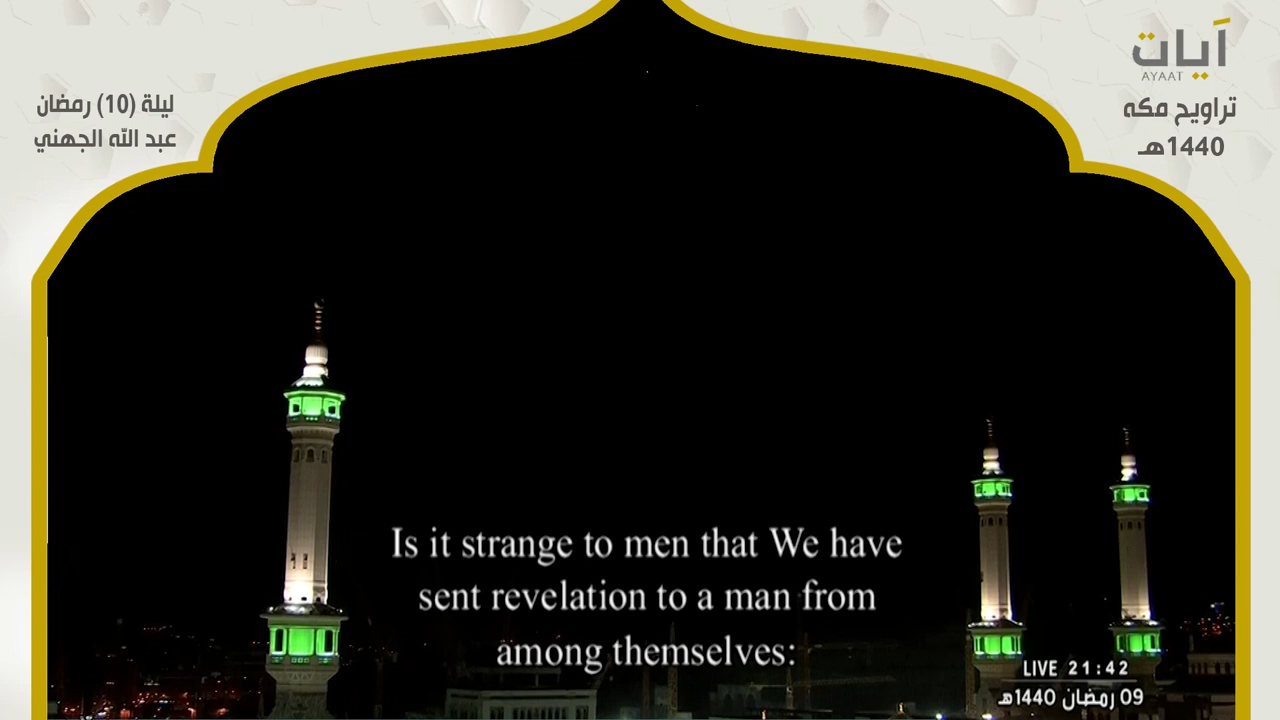 ليلة (10) رمضان
عبد الله الجهني
آيات
AYAAT
تراويح مكه
1440هـ
Is it strange to men that We have
sent revelation to a man from
among themselves:
LIVE 21:42
09 رمضان 1440هـ